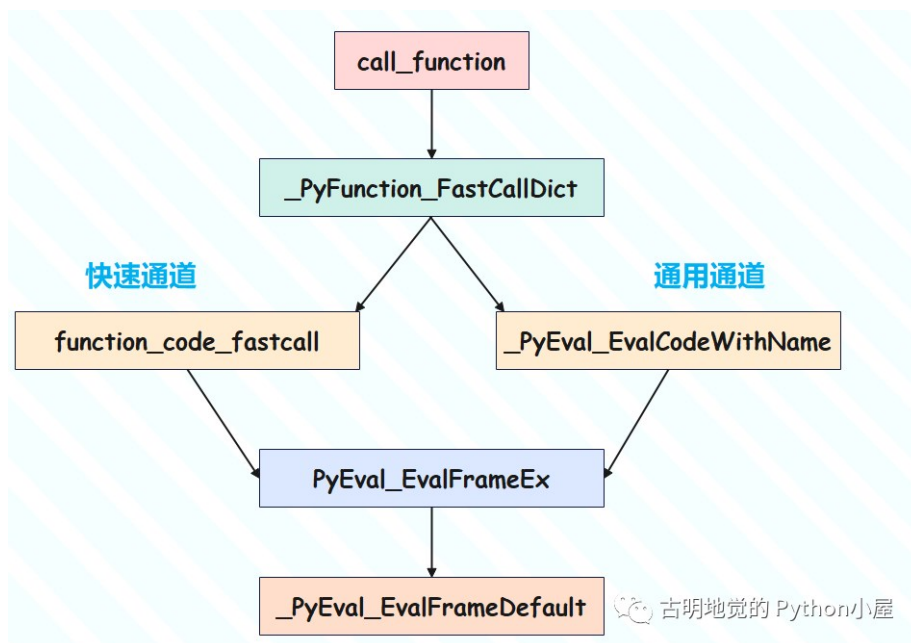 call_function
_PyFunction_FastCallDict
快速通道
通用通道
function_code_fastcall
_PyEval_EvalCodeWithName
PyEval_EvalFrameEx
_PyEval_EvalFrameDefault
古明地觉的 Python小屋